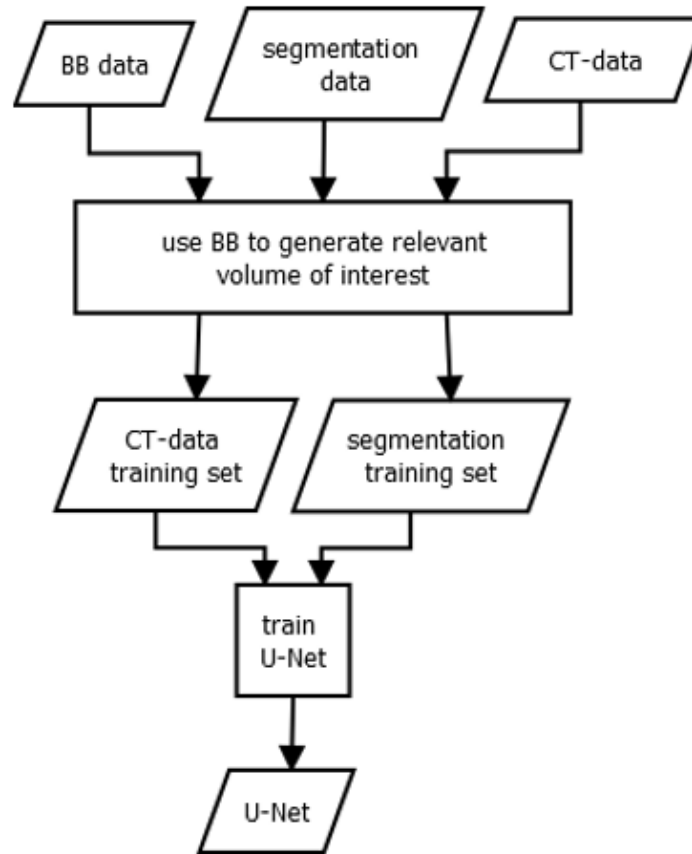 BB data
segmentation
data
CT-data
use BB to generate relevant
volume of interest
CT-data
training set
segmentation
training set
train
U-Net
U-Net